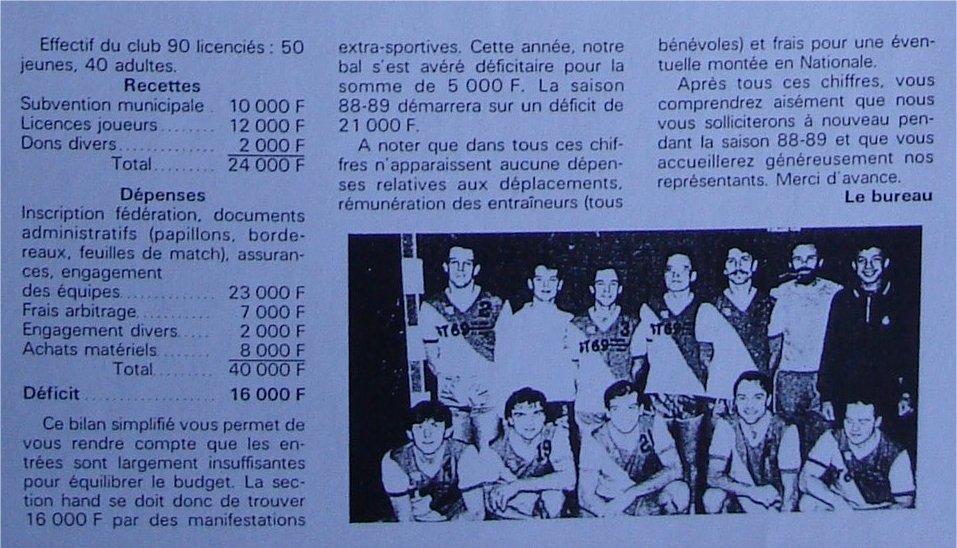 Effectif du club 90 licenciés : 50
jeunes, 40 adultes.
Recettes
Subvention municipale . 10 000 F
Licences joueurs........ 12 000 F
Dons divers............ 2 000 F
Total....... 24 000 F
Dépenses
Inscription fédération, documents
administratifs (papillons, borde-
reaux, feuilles de match), assuran-
ces, engagement
des équipes.............. 23 000 F
Frais arbitrage............ 7 000 F
Engagement divers..... 2 000 F
Achats matériels........ 8 000 F
Total....... 40 000 F
Déficit .................. 16 000 F
Ce bilan simplifié vous permet de
vous rendre compte que les en-
trées sont largement insuffisantes
pour équilibrer le budget. La sec-
tion hand se doit donc de trouver
16 000 F par des manifestations
extra-sportives. Cette année, notre
bal s'est avéré déficitaire pour la
somme de 5 000 F. La saison
88-89 démarrera sur un déficit de
21 000 F.
A noter que dans tous ces chif-
fres n'apparaissent aucune dépen-
ses relatives aux déplacements,
rémunération des entraîneurs (tous
bénévoles) et frais pour une éven-
tuelle montée en Nationale.
Après tous ces chiffres, vous
comprendrez aisément que nous
vous solliciterons à nouveau pen-
dant la saison 88-89 et que vous
accueillerez généreusement nos
représentants. Merci d'avance.
Le bureau